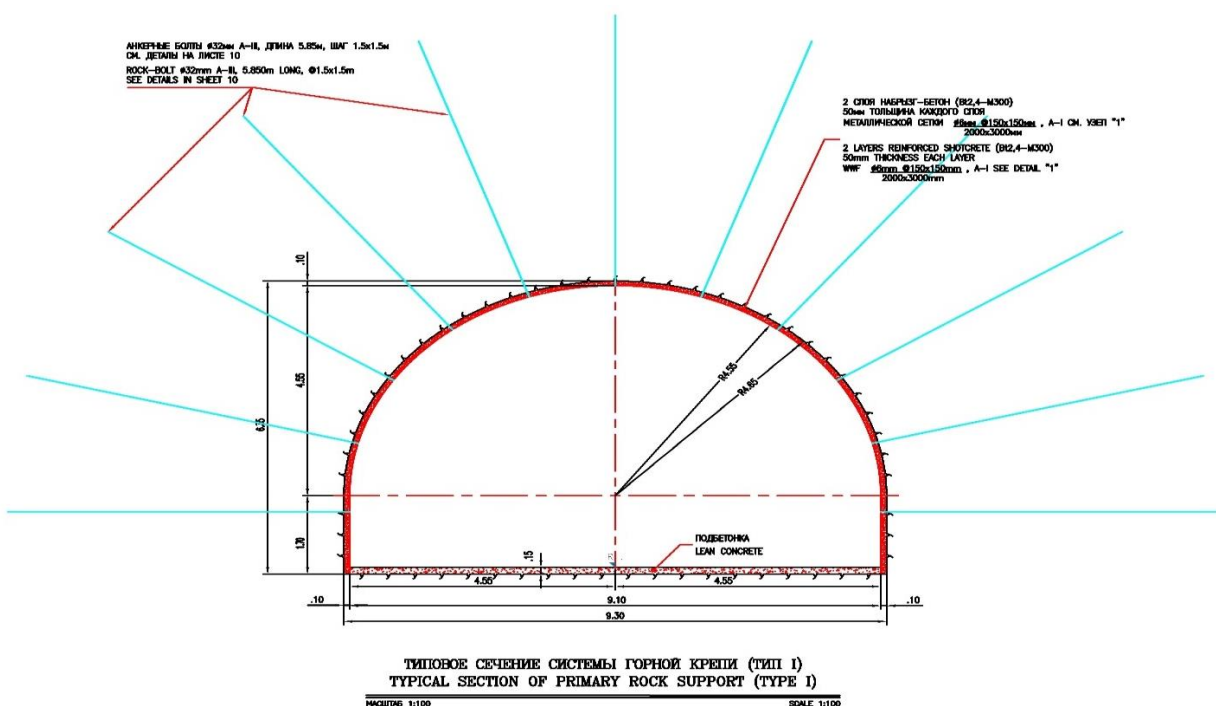 АНКЕРНЫЕ БОЛТЫ ø32мм A-III, ДЛИНА 5.85м, ШАГ 1.5x1.5м
СМ. ДЕТАЛЫ НА ЛИСТЕ 10
ROCK-BOLT ø32mm A-III, 5.850m LONG, @1.5x1.5m
SEE DETAILS IN SHEET 10
2 СЛОЯ НАБРЫЗГ-БЕТОН (Bt2,4-М300)
50мм ТОЛЬШИНА КАЖДОГО СЛОЯ
МЕТАЛЛИЧЕСКОЙ СЕТКИ ø6мм @150x150мм , A-I СМ. УЗЕЛ "1"
2000x3000мм
2 LAYERS REINFORCED SHOTCRETE (Bt2,4-M300)
50mm THICKNESS EACH LAYER
WWF ø6mm @150x150mm , A-I SEE DETAIL "1"
2000x3000mm
.10
4.55
1.70
R4.55
R4.65
ПОДБЕТОНКА
LEAN CONCRETE
.15
4.55
4.55
.10
9.10
.10
9.30
ТИПОВОЕ СЕЧЕНИЕ СИСТЕМЫ ГОРНОЙ КРЕПИ (ТИП I)
TYPICAL SECTION OF PRIMARY ROCK SUPPORT (TYPE I)
МАСШТАБ 1:100
SCALE 1:100